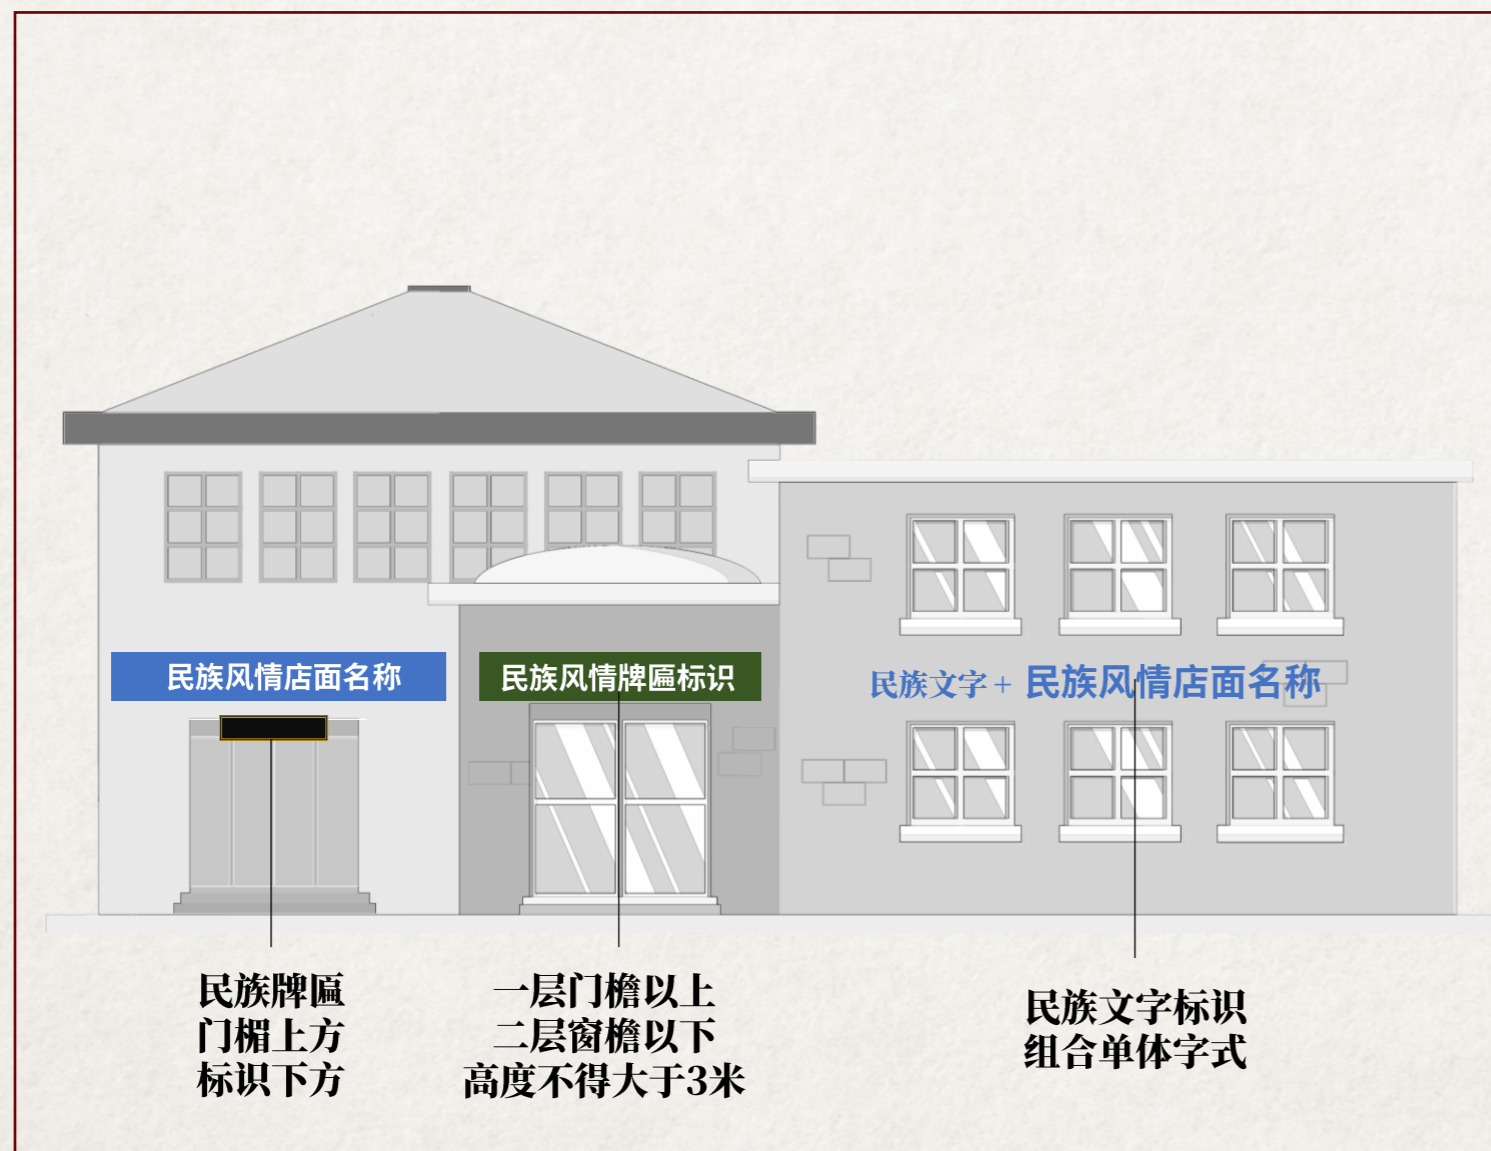 民族风情店面名称
民族风情牌匾标识
民族文字+ 民族风情店面名称
民族牌匾
门楣上方
标识下方
一层门檐以上
二层窗檐以下
高度不得大于3米
民族文字标识
组合单体字式